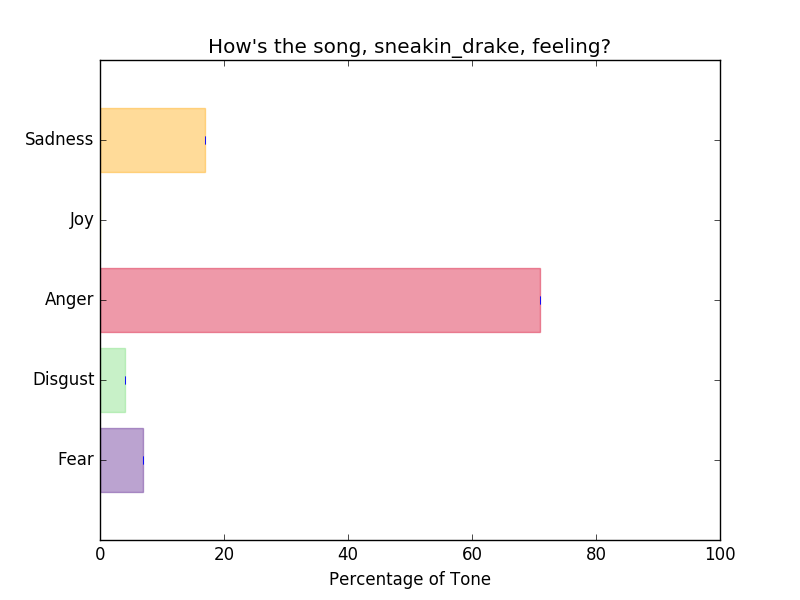 How's the song, sneakin_drake, feeling?
Sadness
Joy
Anger
Disgust
Fear
0 20 40 60 80 100
Percentage of Tone